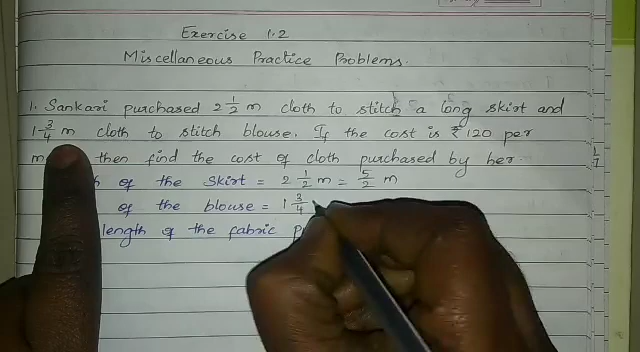 Exercise 1.2
Miscellaneous Practice Problems.
1. Sankari purchased 2 1/2 m cloth to stitch a long skirt and
1 3/4 m cloth to stitch blouse. If the cost is ₹ 120 per
then find the cost of cloth purchased by her.
of the skirt = 2 1/2 m = 5/2 m
of the blouse = 1 3/4
length of the fabric